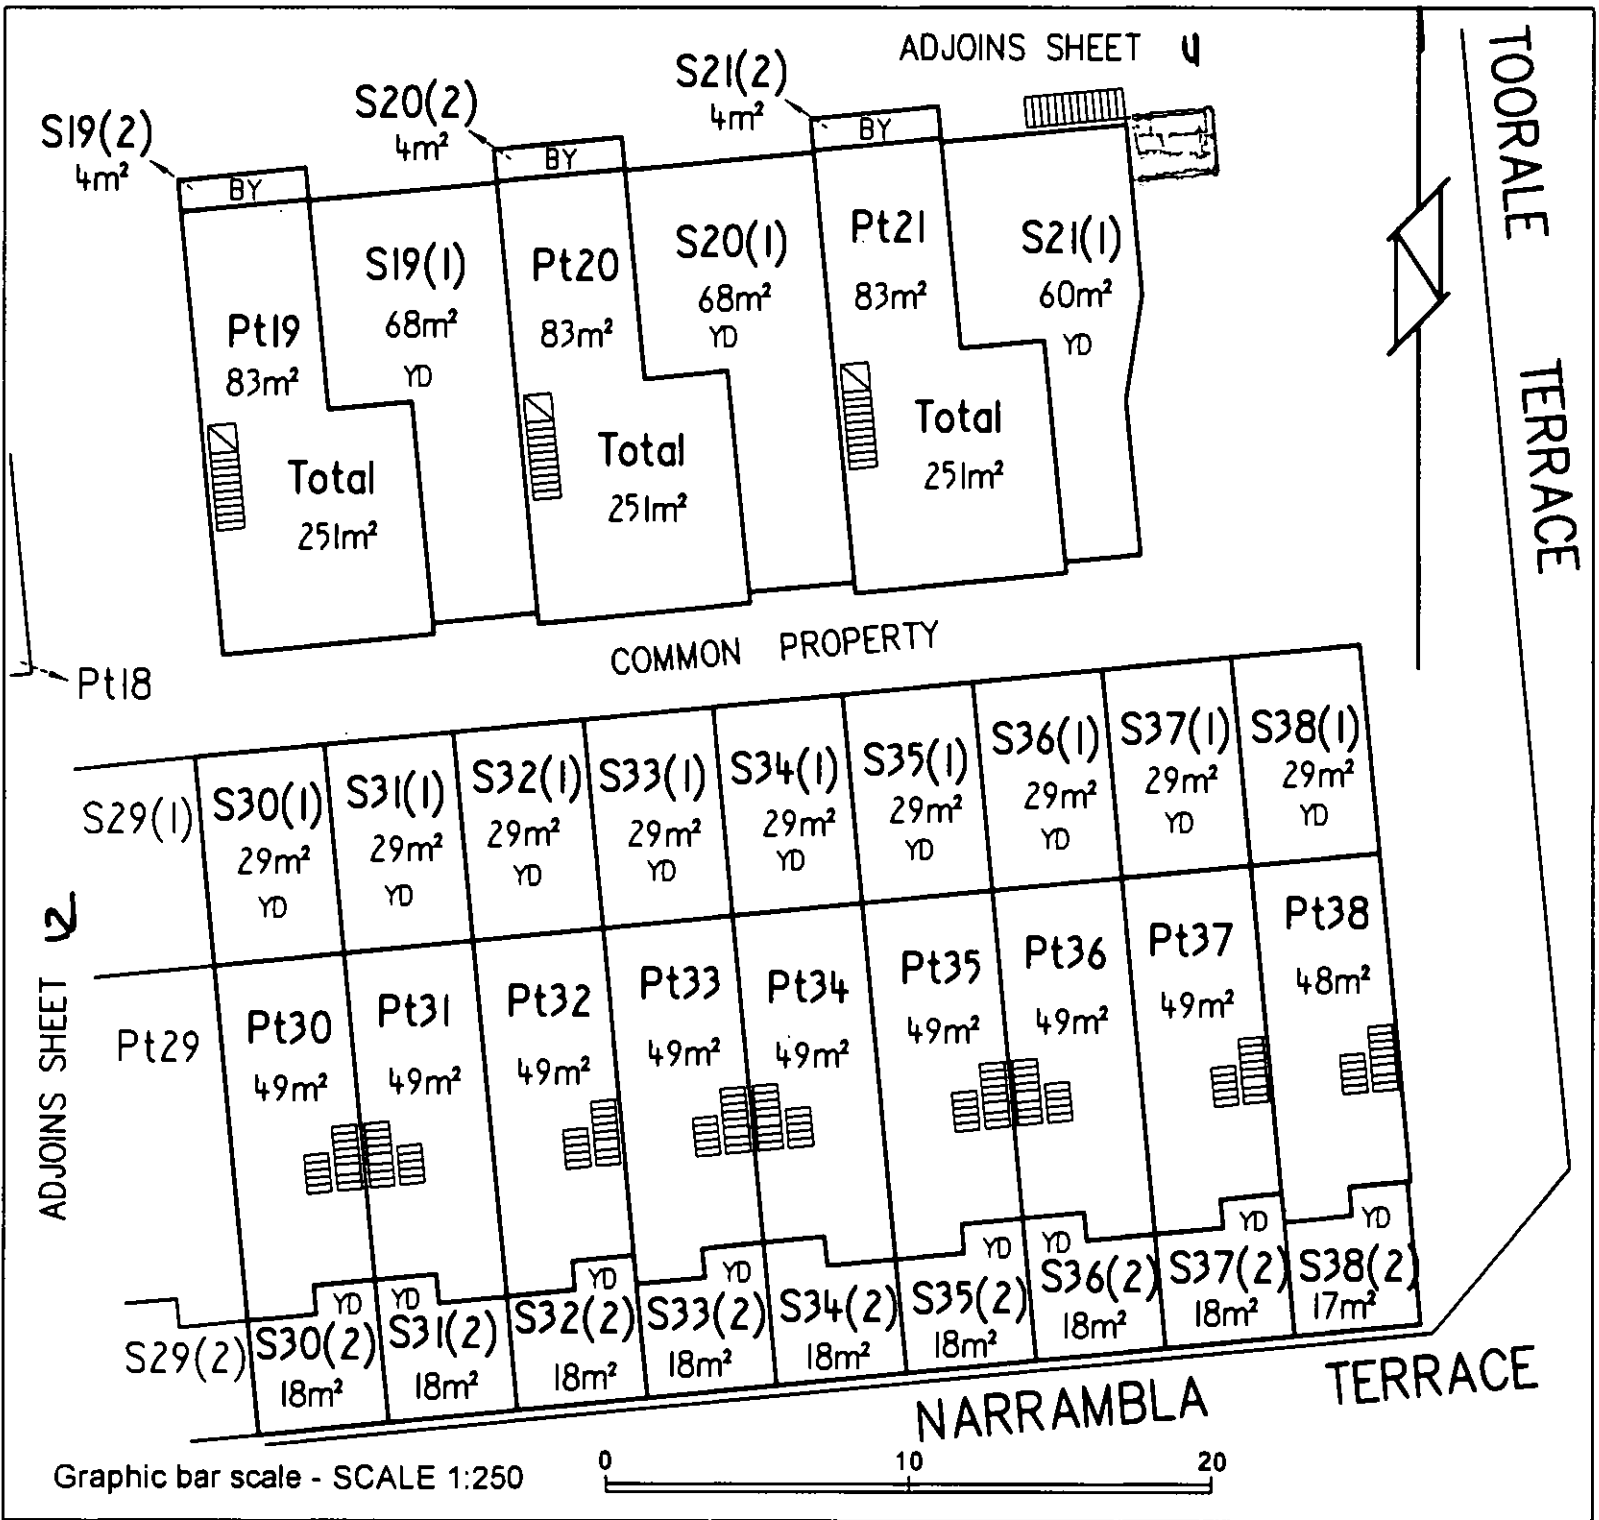 ADJOINS SHEET 4
S19(2)
4m²
BY
S20(2)
4m²
BY
S21(2)
4m²
BY
TOORALE TERRACE
Pt19
83m²
Total
251m²
S19(1)
68m²
YD
Pt20
83m²
Total
251m²
S20(1)
68m²
YD
Pt21
83m²
Total
251m²
S21(1)
60m²
YD
Pt18
COMMON PROPERTY
S29(1)
S30(1)
29m²
YD
S31(1)
29m²
YD
S32(1)
29m²
YD
S33(1)
29m²
YD
S34(1)
29m²
YD
S35(1)
29m²
YD
S36(1)
29m²
YD
S37(1)
29m²
YD
S38(1)
29m²
YD
ADJOINS SHEET 2
Pt29
Pt30
49m²
Pt31
49m²
Pt32
49m²
Pt33
49m²
Pt34
49m²
Pt35
49m²
Pt36
49m²
Pt37
49m²
Pt38
48m²
S29(2)
YD
S30(2)
18m²
YD
S31(2)
18m²
YD
S32(2)
18m²
YD
S33(2)
18m²
S34(2)
18m²
YD
S35(2)
18m²
YD
S36(2)
18m²
YD
S37(2)
18m²
YD
S38(2)
17m²
NARRAMBLA TERRACE
Graphic bar scale - SCALE 1:250
0 10 20